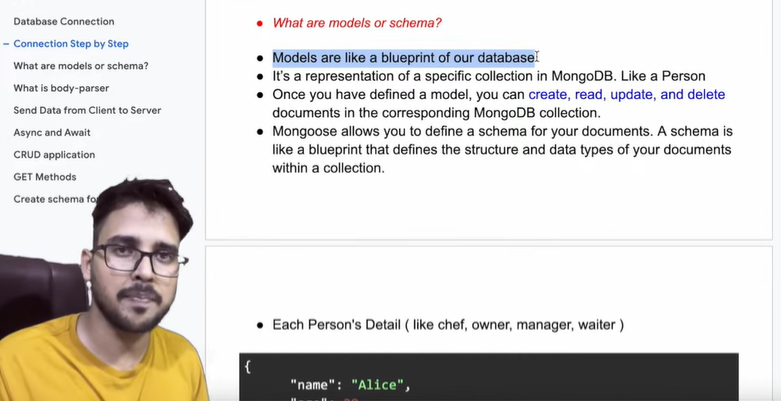 Database Connection
Connection Step by Step
What are models or schema?
What is body-parser
Send Data from Client to Server
Async and Await
CRUD application
GET Methods
Create schema fo
● What are models or schema?
● Models are like a blueprint of our database
● It's a representation of a specific collection in MongoDB. Like a Person
● Once you have defined a model, you can create, read, update, and delete
documents in the corresponding MongoDB collection.
● Mongoose allows you to define a schema for your documents. A schema is
like a blueprint that defines the structure and data types of your documents
within a collection.
● Each Person's Detail ( like chef, owner, manager, waiter )
{
"name": "Alice",